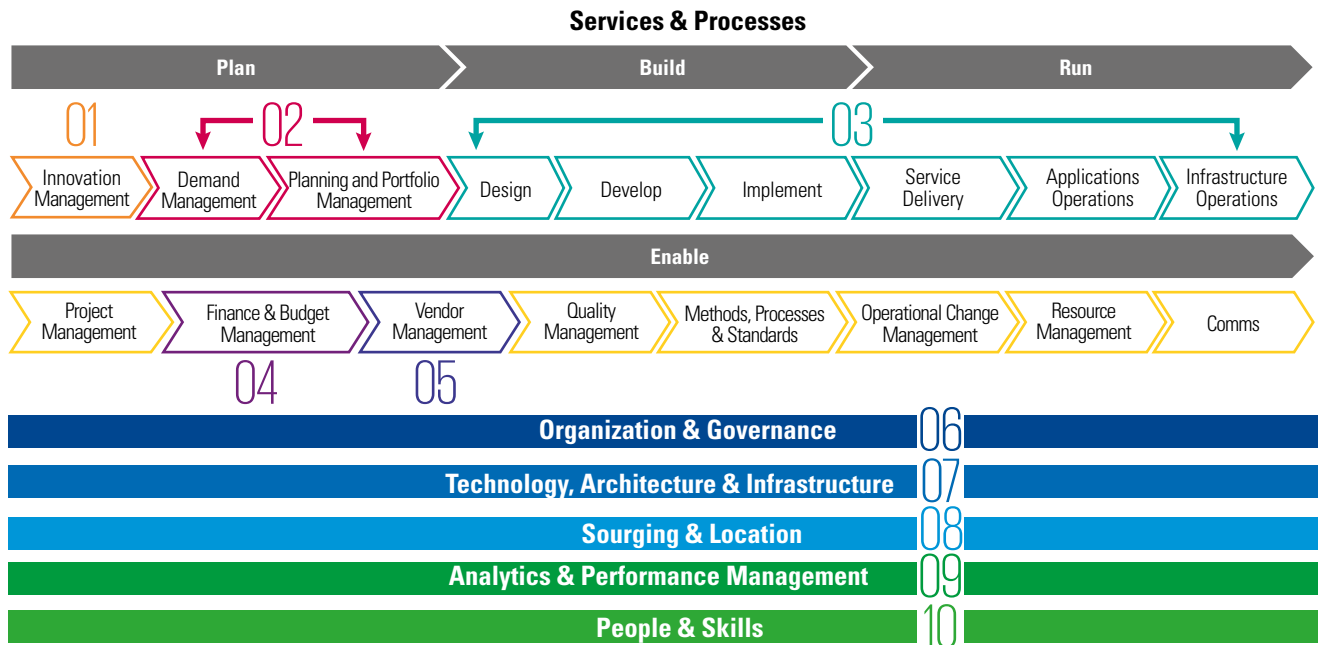 Services & Processes
Plan
Build
Run
01
02
03
Innovation
Management
Demand
Management
Planning and Portfolio
Management
Design
Develop
Implement
Service
Delivery
Applications
Operations
Infrastructure
Operations
Enable
Project
Management
Finance & Budget
Management
Vendor
Management
Quality
Management
Methods, Processes
& Standards
Operational Change
Management
Resource
Management
Comms
04
05
Organization & Governance 06
Technology, Architecture & Infrastructure 07
Sourging & Location 08
Analytics & Performance Management 09
People & Skills 10